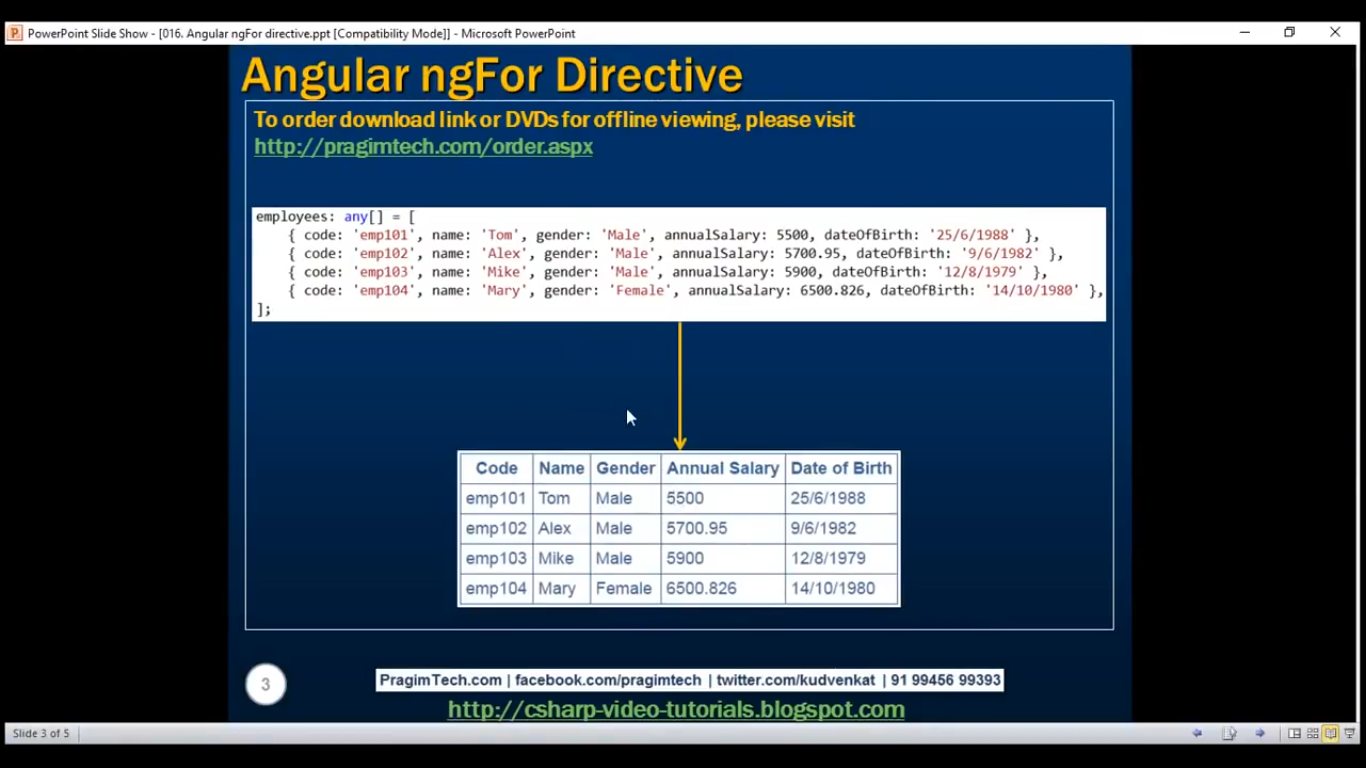 PowerPoint Slide Show - [016. Angular ngFor directive.ppt [Compatibility Mode]] - Microsoft PowerPoint
Angular ngFor Directive
To order download link or DVDs for offline viewing, please visit
http://pragimtech.com/order.aspx
employees: any[] = [
{ code: 'emp101', name: 'Tom', gender: 'Male', annualSalary: 5500, dateOfBirth: '25/6/1988' },
{ code: 'emp102', name: 'Alex', gender: 'Male', annualSalary: 5700.95, dateOfBirth: '9/6/1982' },
{ code: 'emp103', name: 'Mike', gender: 'Male', annualSalary: 5900, dateOfBirth: '12/8/1979' },
{ code: 'emp104', name: 'Mary', gender: 'Female', annualSalary: 6500.826, dateOfBirth: '14/10/1980' },
];
Code Name Gender Annual Salary Date of Birth
emp101 Tom Male 5500 25/6/1988
emp102 Alex Male 5700.95 9/6/1982
emp103 Mike Male 5900 12/8/1979
emp104 Mary Female 6500.826 14/10/1980
3
PragimTech.com | facebook.com/pragimtech | twitter.com/kudvenkat | 91 99456 99393
http://csharp-video-tutorials.blogspot.com
Slide 3 of 5